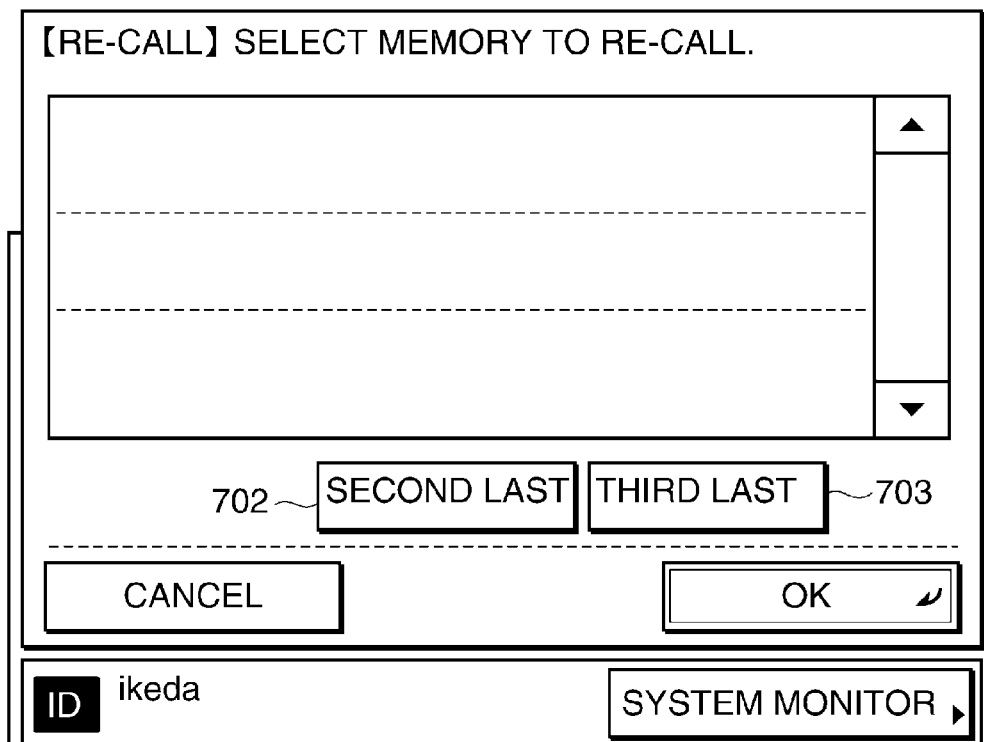 【RE-CALL】 SELECT MEMORY TO RE-CALL.
702 SECOND LAST THIRD LAST 703
CANCEL OK
ID ikeda SYSTEM MONITOR